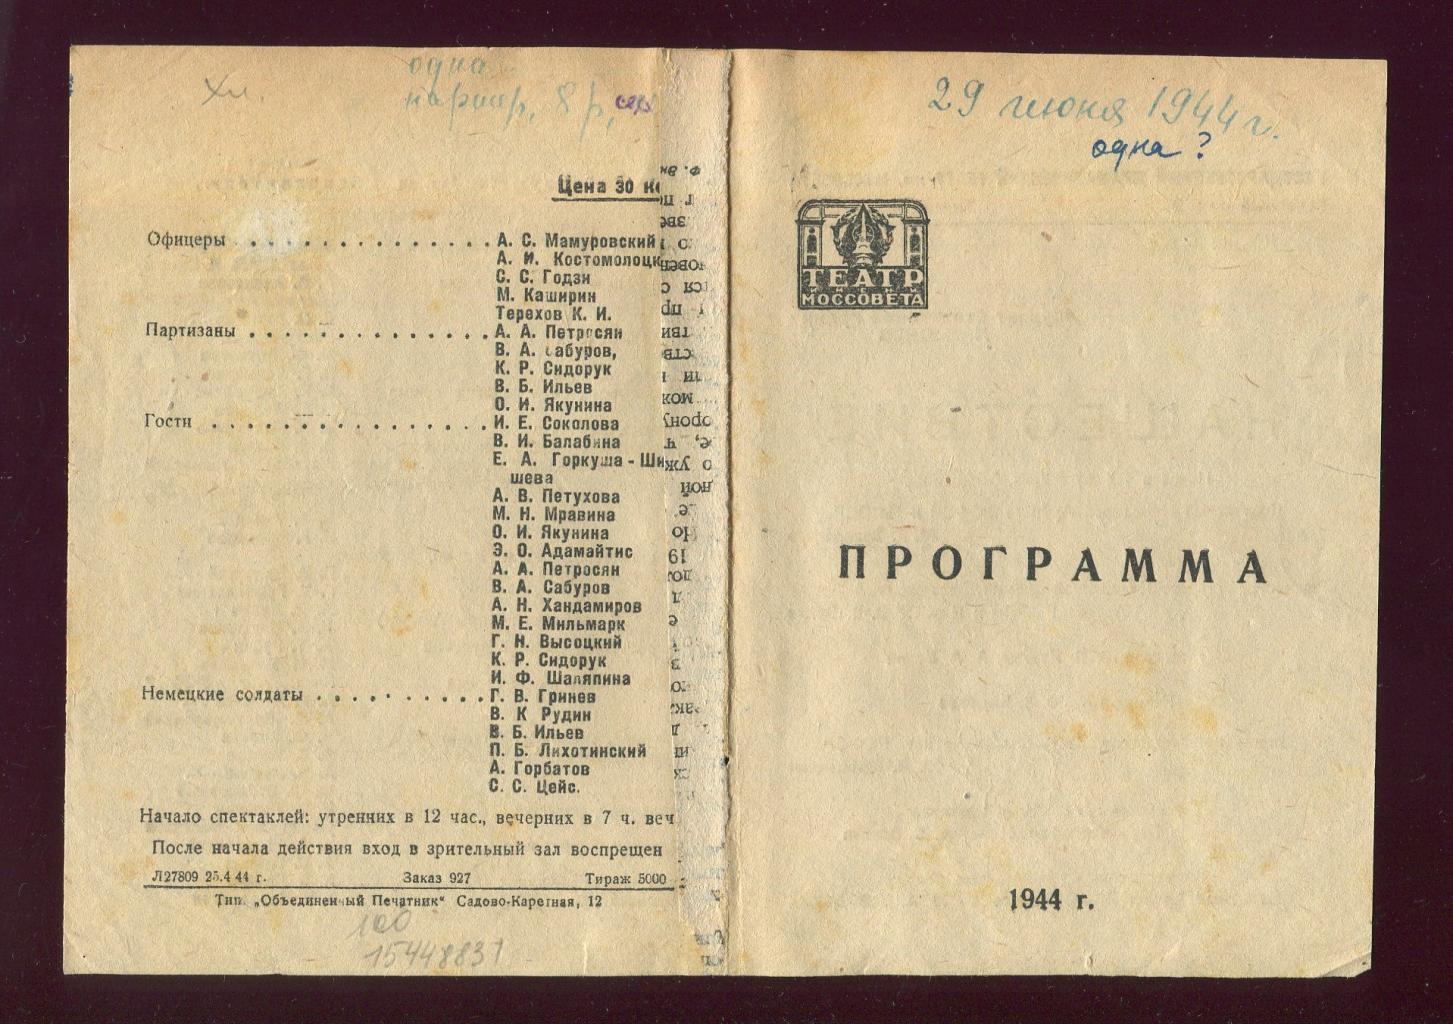 Хл.
одна
партер, 8 р,
Цена 30 к
Офицеры . . . . . . . . . . . . . . . А. С. Мамуровский
А. И. Костомолоцк
С. С. Годзи
М. Каширин
Терехов К. И.
Партизаны . . . . . . . . . . . . . . А. А. Петросян
В. А. Сабуров,
К. Р. Сидорук
В. Б. Ильев
О. И. Якунина
Гости . . . . . . . . . . . . . . . . И. Е. Соколова
В. И. Балабина
Е. А. Горкуша - Ши
шева
А. В. Петухова
М. Н. Мравина
О. И. Якунина
Э. О. Адамайтис
А. А. Петросян
В. А. Сабуров
А. Н. Хандамиров
М. Е. Мильмарк
Г. Н. Высоцкий
К. Р. Сидорук
И. Ф. Шаляпина
Немецкие солдаты . . . . . . . . . . Г. В. Гринев
В. К Рудин
В. Б. Ильев
П. Б. Лихотинский
А. Горбатов
С. С. Цейс.
Начало спектаклей: утренних в 12 час., вечерних в 7 ч. веч
После начала действия вход в зрительный зал воспрещен
Л27809 25.4 44 г. Заказ 927 Тираж 5000
Тип. „Объединенный Печатник" Садово-Каретная, 12
100
15448831
29 июня 1944 г.
одна?
ТЕАТР
ИМЕНИ
МОССОВЕТА
ПРОГРАММА
1944 г.